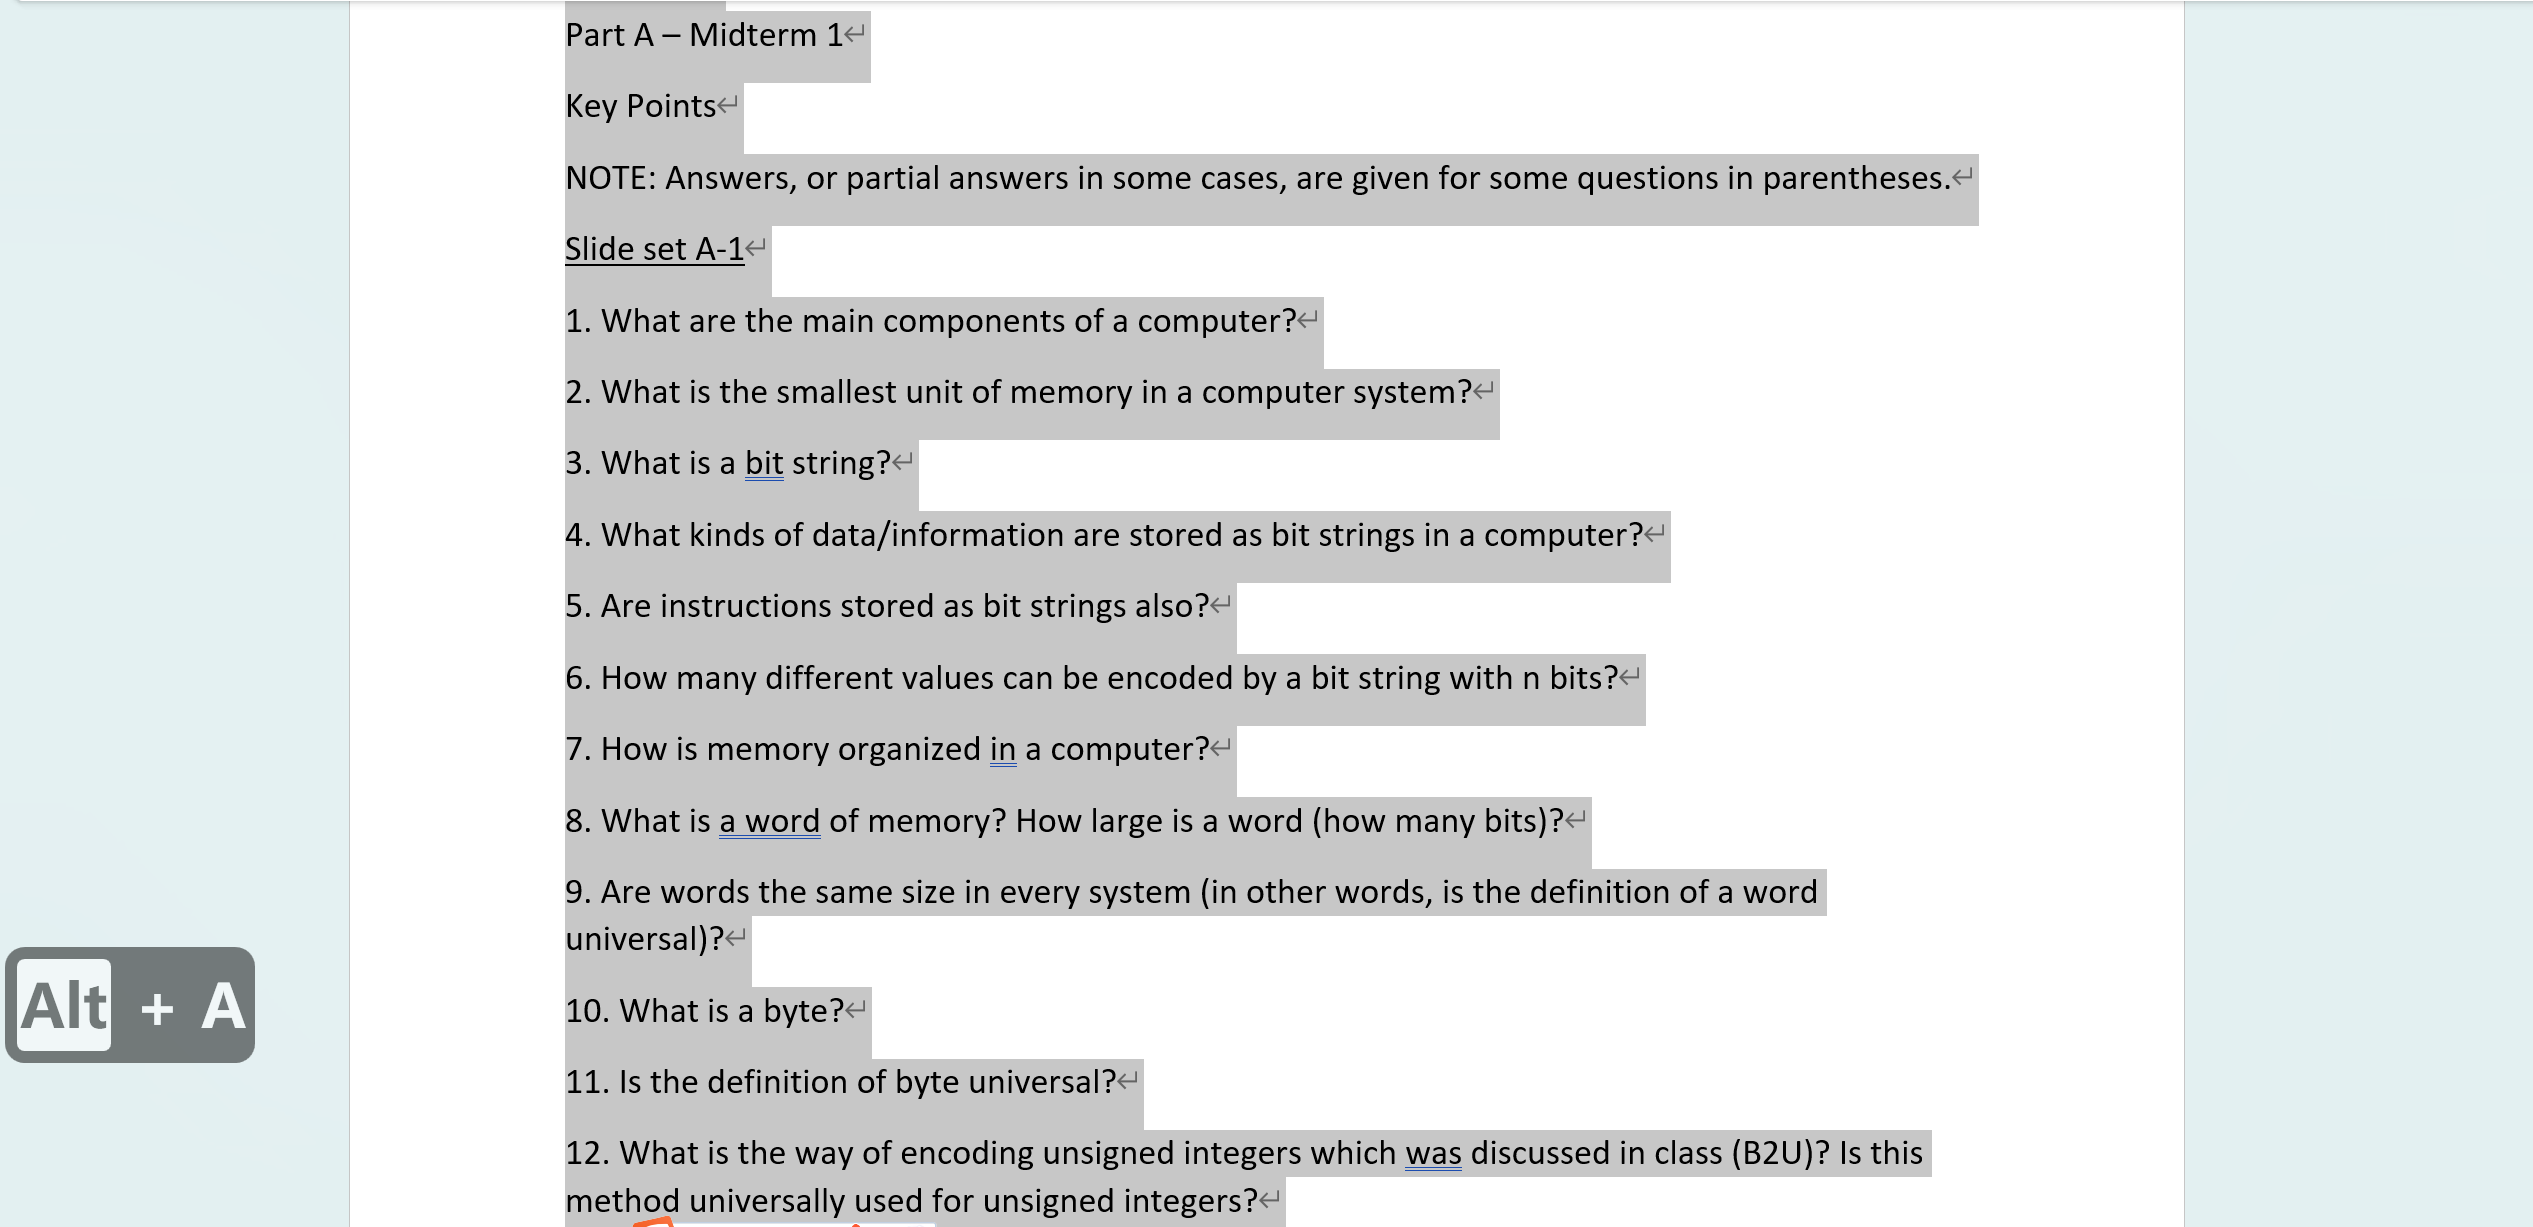 Part A – Midterm 1
Key Points
NOTE: Answers, or partial answers in some cases, are given for some questions in parentheses.
Slide set A-1
1. What are the main components of a computer?
2. What is the smallest unit of memory in a computer system?
3. What is a bit string?
4. What kinds of data/information are stored as bit strings in a computer?
5. Are instructions stored as bit strings also?
6. How many different values can be encoded by a bit string with n bits?
7. How is memory organized in a computer?
8. What is a word of memory? How large is a word (how many bits)?
9. Are words the same size in every system (in other words, is the definition of a word
universal)?
10. What is a byte?
11. Is the definition of byte universal?
12. What is the way of encoding unsigned integers which was discussed in class (B2U)? Is this
method universally used for unsigned integers?
Alt + A